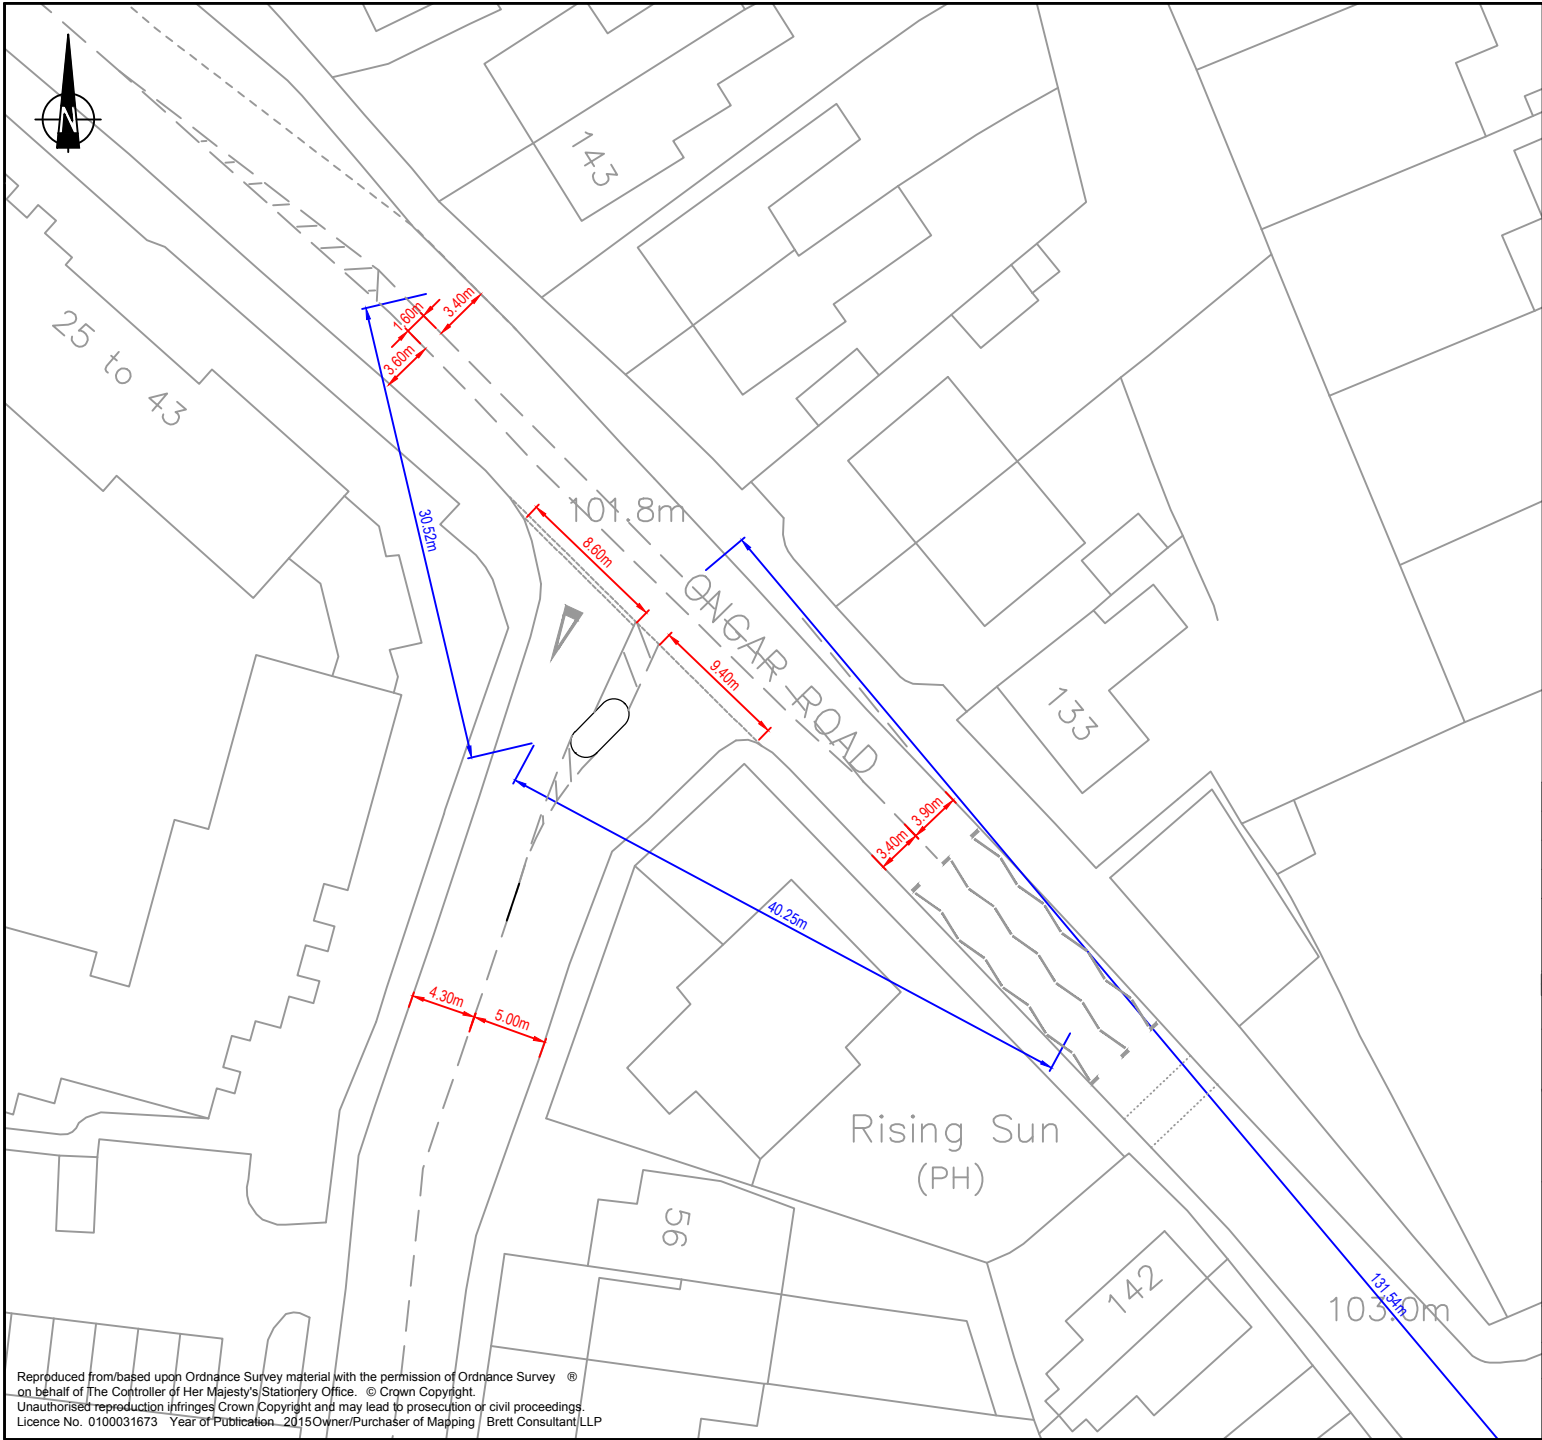 N
143
25 to 43
1.60m
3.40m
3.60m
30.52m
101.8m
8.60m
ONGAR ROAD
9.40m
133
3.90m
3.40m
40.25m
4.30m
5.00m
Rising Sun
(PH)
56
142
131.54m
103.0m
Reproduced from/based upon Ordnance Survey material with the permission of Ordnance Survey ®
on behalf of The Controller of Her Majesty's Stationery Office. © Crown Copyright.
Unauthorised reproduction infringes Crown Copyright and may lead to prosecution or civil proceedings.
Licence No. 0100031673 Year of Publication 2015Owner/Purchaser of Mapping Brett Consultant LLP